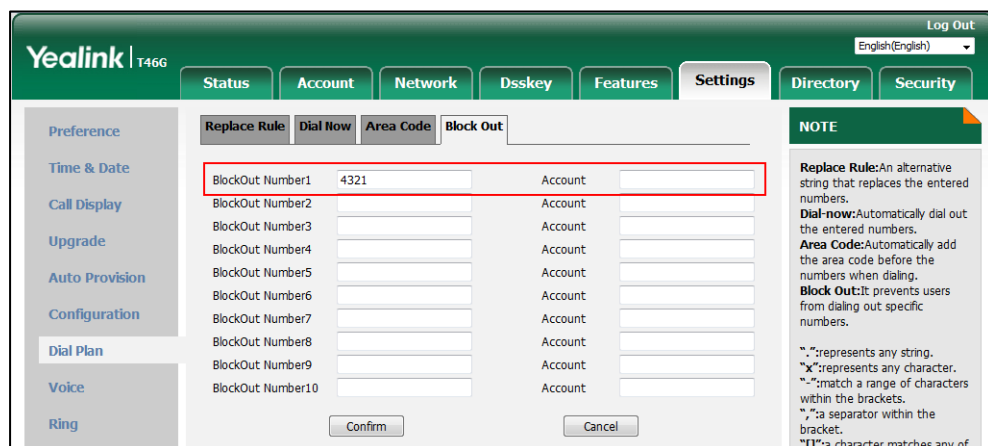 Log Out
Yealink T46G
English(English)
Status Account Network Dsskey Features Settings Directory Security
Preference
Time & Date
Call Display
Upgrade
Auto Provision
Configuration
Dial Plan
Voice
Ring
Replace Rule Dial Now Area Code Block Out
BlockOut Number1 4321 Account
BlockOut Number2 Account
BlockOut Number3 Account
BlockOut Number4 Account
BlockOut Number5 Account
BlockOut Number6 Account
BlockOut Number7 Account
BlockOut Number8 Account
BlockOut Number9 Account
BlockOut Number10 Account
Confirm Cancel
NOTE
Replace Rule:An alternative
string that replaces the entered
numbers.
Dial-now:Automatically dial out
the entered numbers.
Area Code:Automatically add
the area code before the
numbers when dialing.
Block Out:It prevents users
from dialing out specific
numbers.
".":represents any string.
"x":represents any character.
"-":match a range of characters
within the brackets.
",":a separator within the
bracket.
"[]":a character matches any of